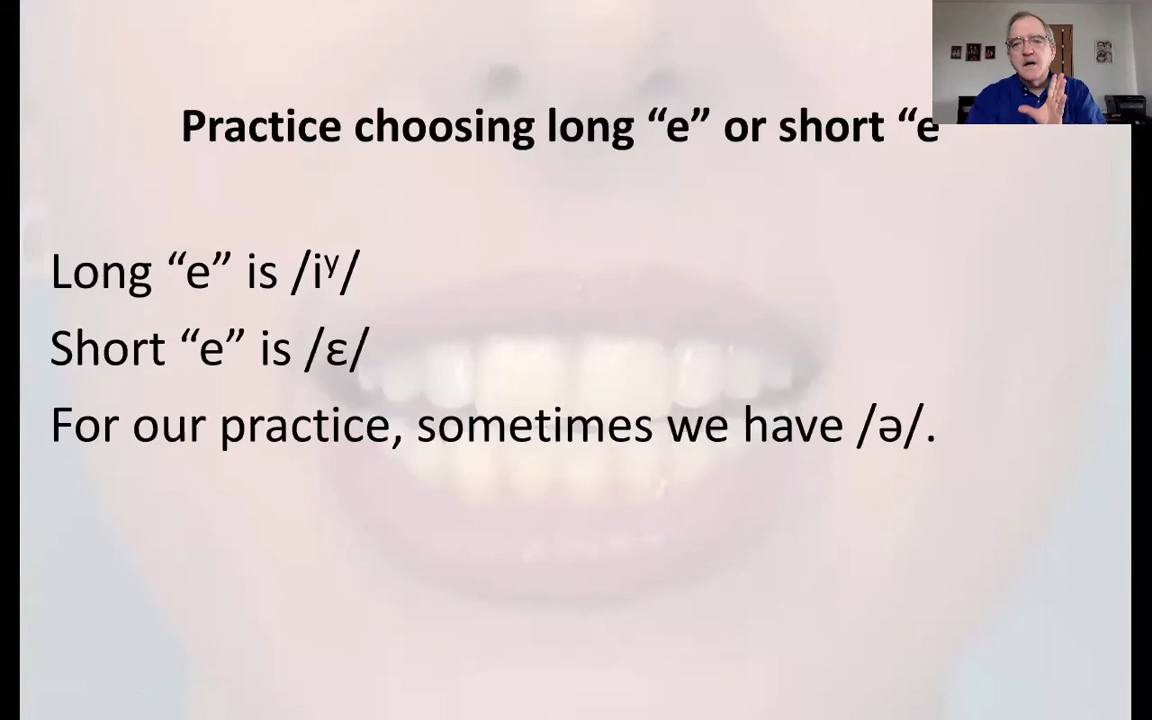 Practice choosing long “e” or short “e
Long “e” is /iʸ/
Short “e” is /ε/
For our practice, sometimes we have /ə/.